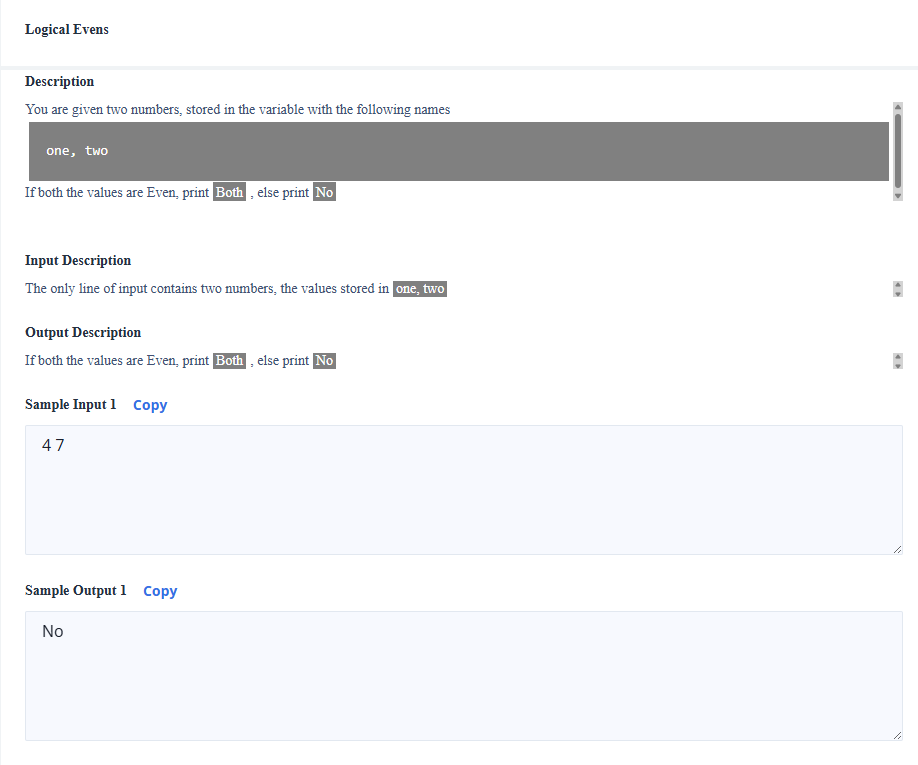 Logical Evens
Description
You are given two numbers, stored in the variable with the following names
one, two
If both the values are Even, print Both , else print No
Input Description
The only line of input contains two numbers, the values stored in one, two
Output Description
If both the values are Even, print Both , else print No
Sample Input 1 Copy
4 7
Sample Output 1 Copy
No